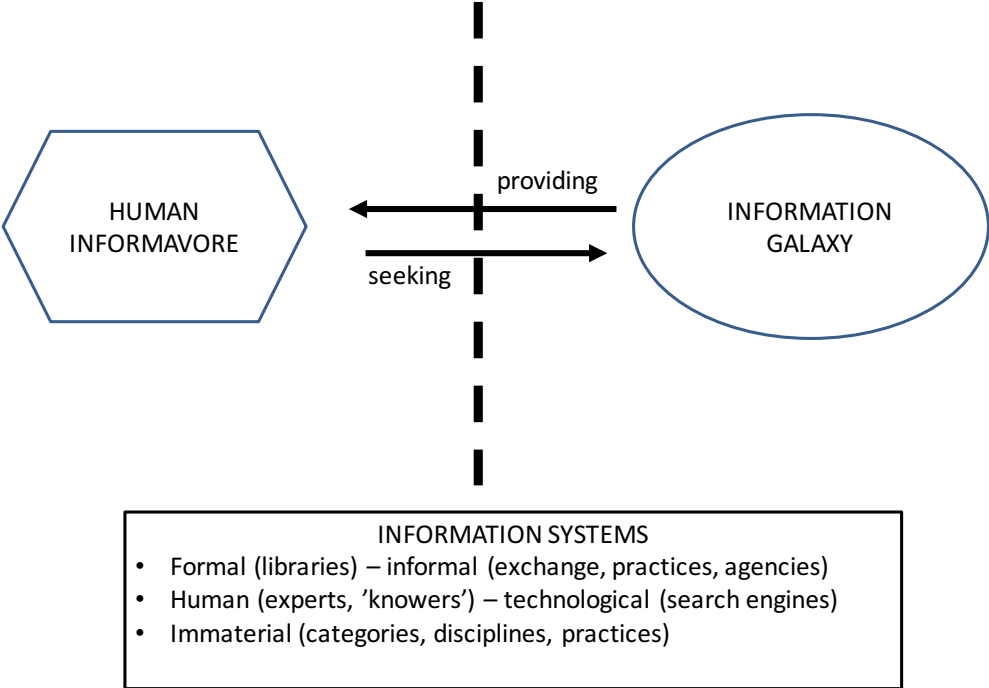 HUMAN
INFORMAVORE
providing
seeking
INFORMATION
GALAXY
INFORMATION SYSTEMS
• Formal (libraries) – informal (exchange, practices, agencies)
• Human (experts, ’knowers’) – technological (search engines)
• Immaterial (categories, disciplines, practices)